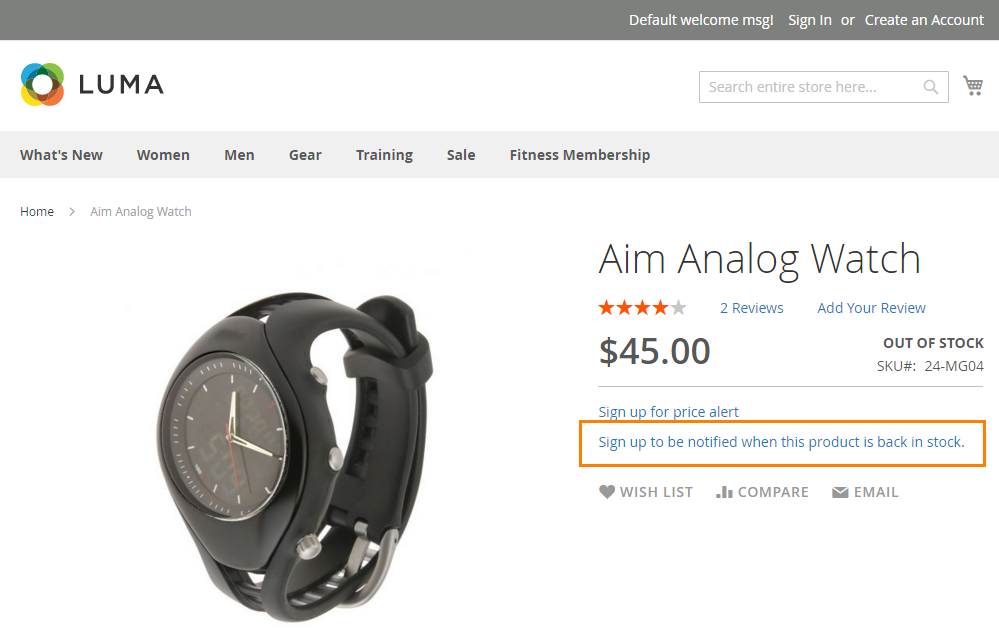 Default welcome msg! Sign In or Create an Account
LUMA
Search entire store here...
What's New Women Men Gear Training Sale Fitness Membership
Home > Aim Analog Watch
Aim Analog Watch
2 Reviews Add Your Review
$45.00
OUT OF STOCK
SKU#: 24-MG04
Sign up for price alert
Sign up to be notified when this product is back in stock.
WISH LIST COMPARE EMAIL